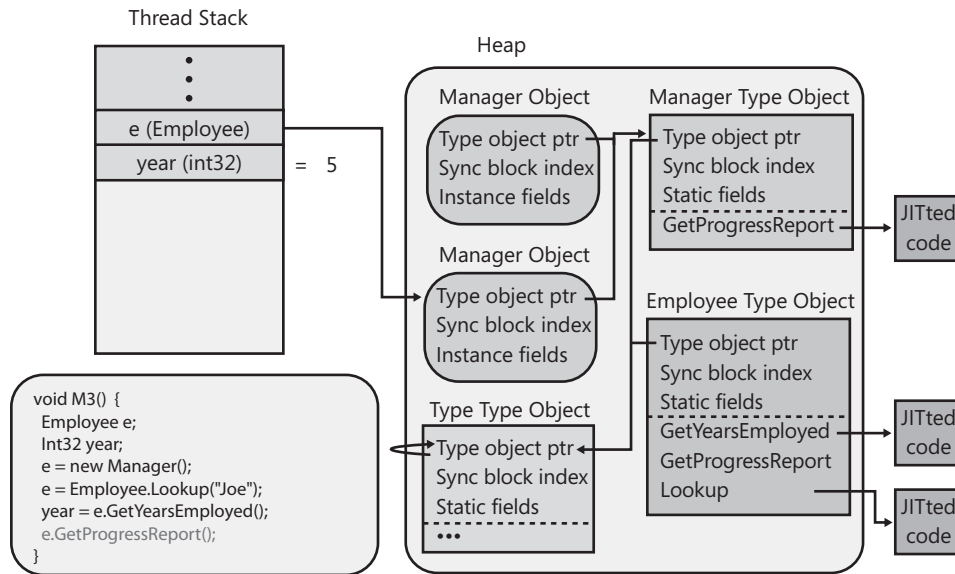 Thread Stack
e (Employee)
year (int32)
= 5
Heap
Manager Object
Type object ptr
Sync block index
Instance fields
Manager Object
Type object ptr
Sync block index
Instance fields
Type Type Object
Type object ptr
Sync block index
Static fields
•••
Manager Type Object
Type object ptr
Sync block index
Static fields
GetProgressReport
JITted
code
Employee Type Object
Type object ptr
Sync block index
Static fields
GetYearsEmployed
GetProgressReport
Lookup
JITted
code
JITted
code
void M3() {
Employee e;
Int32 year;
e = new Manager();
e = Employee.Lookup("Joe");
year = e.GetYearsEmployed();
e.GetProgressReport();
}